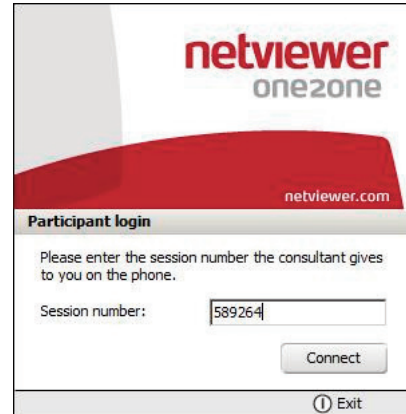 netviewer
one2one
netviewer.com
Participant login
Please enter the session number the consultant gives
to you on the phone.
Session number: 589264
Connect
Exit